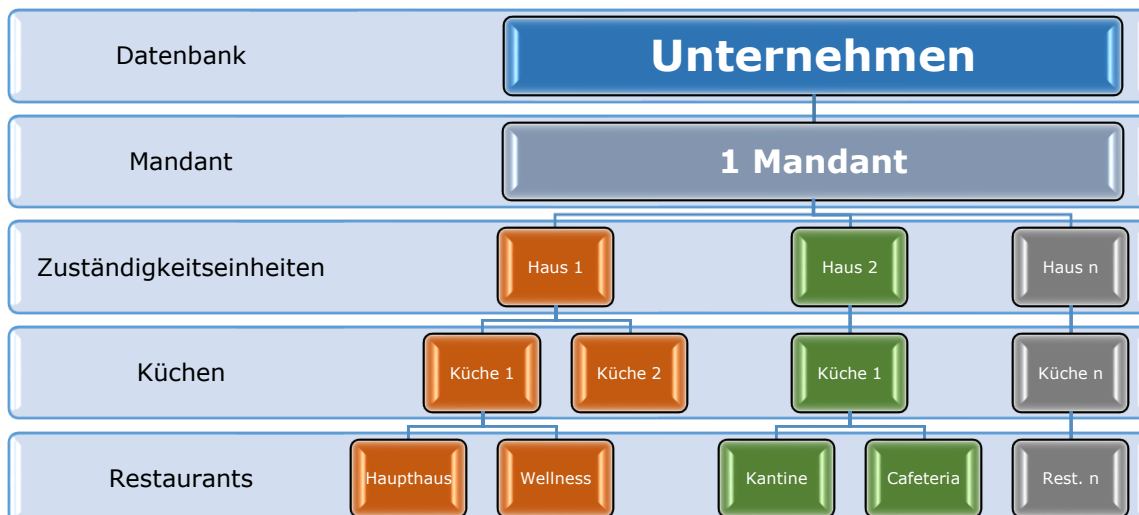 Datenbank
Unternehmen
Mandant
1 Mandant
Zuständigkeitseinheiten
Haus 1
Haus 2
Haus n
Küchen
Küche 1
Küche 2
Küche 1
Küche n
Restaurants
Haupthaus
Wellness
Kantine
Cafeteria
Rest. n